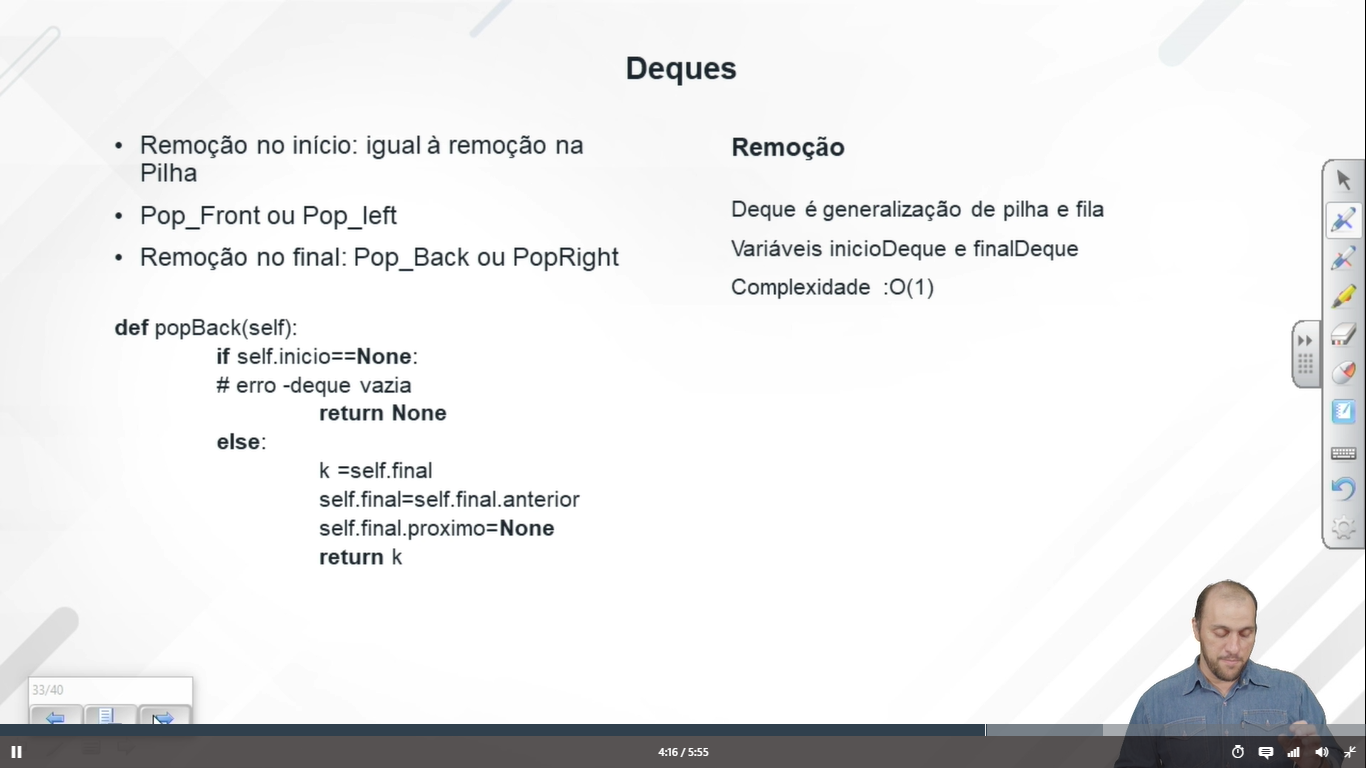 Deques
• Remoção no início: igual à remoção na
Pilha
• Pop_Front ou Pop_left
• Remoção no final: Pop_Back ou PopRight
def popBack(self):
if self.inicio==None:
# erro -deque vazia
return None
else:
k =self.final
self.final=self.final.anterior
self.final.proximo=None
return k
Remoção
Deque é generalização de pilha e fila
Variáveis inicioDeque e finalDeque
Complexidade :O(1)
33/40
4:16 / 5:55